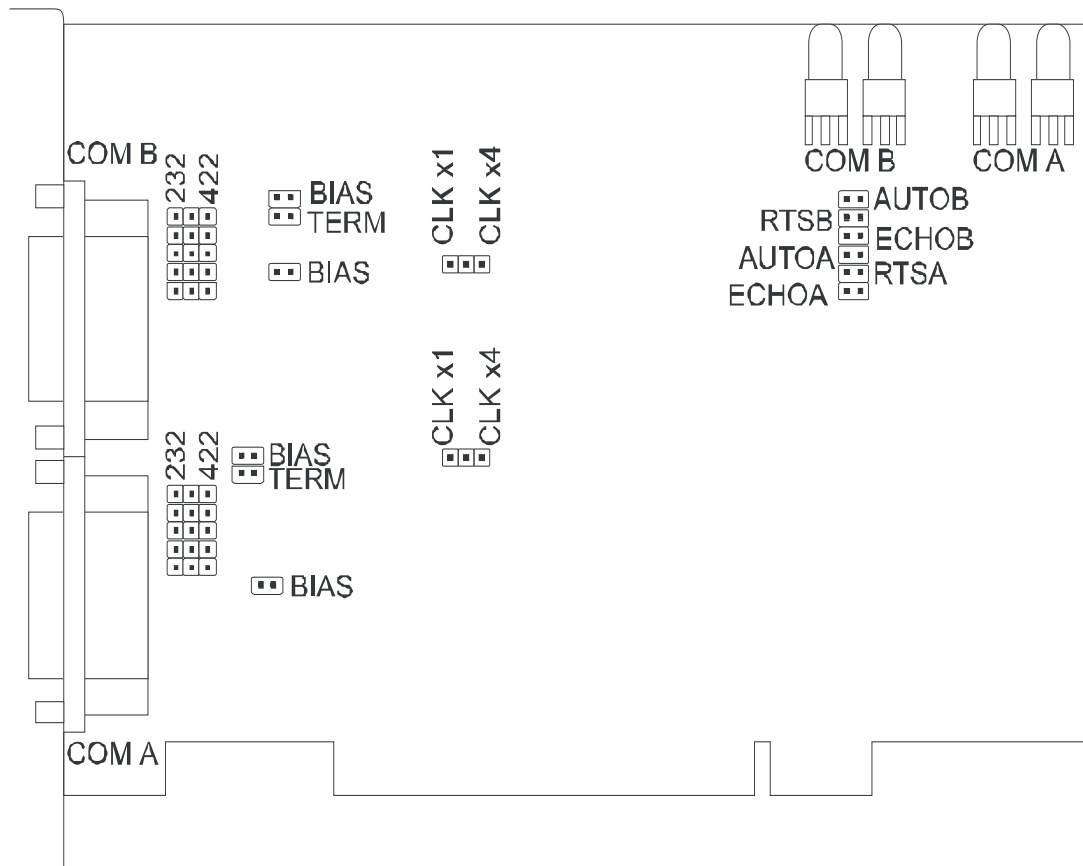 COM B
232
422
BIAS
TERM
BIAS
CLK x1
CLK x4
COM B
COM A
AUTOB
RTSB
ECHOB
AUTOA
RTSA
ECHOA
CLK x1
CLK x4
232
422
BIAS
TERM
BIAS
COM A